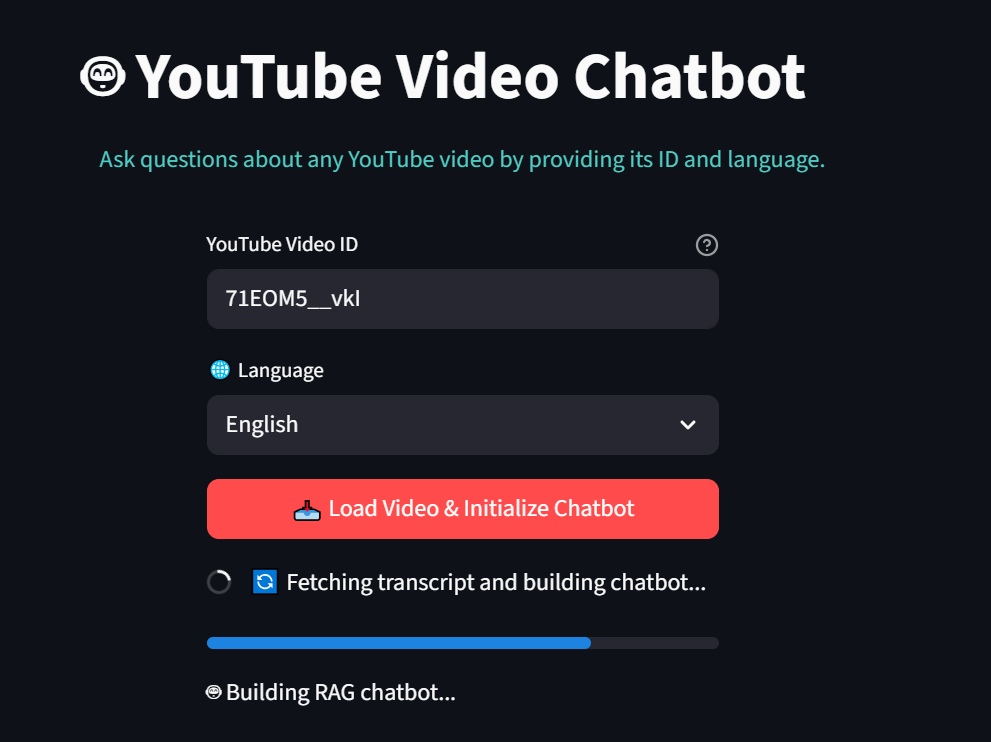 YouTube Video Chatbot
Ask questions about any YouTube video by providing its ID and language.
YouTube Video ID
71EOM5__vkI
Language
English
Load Video & Initialize Chatbot
Fetching transcript and building chatbot...
Building RAG chatbot...